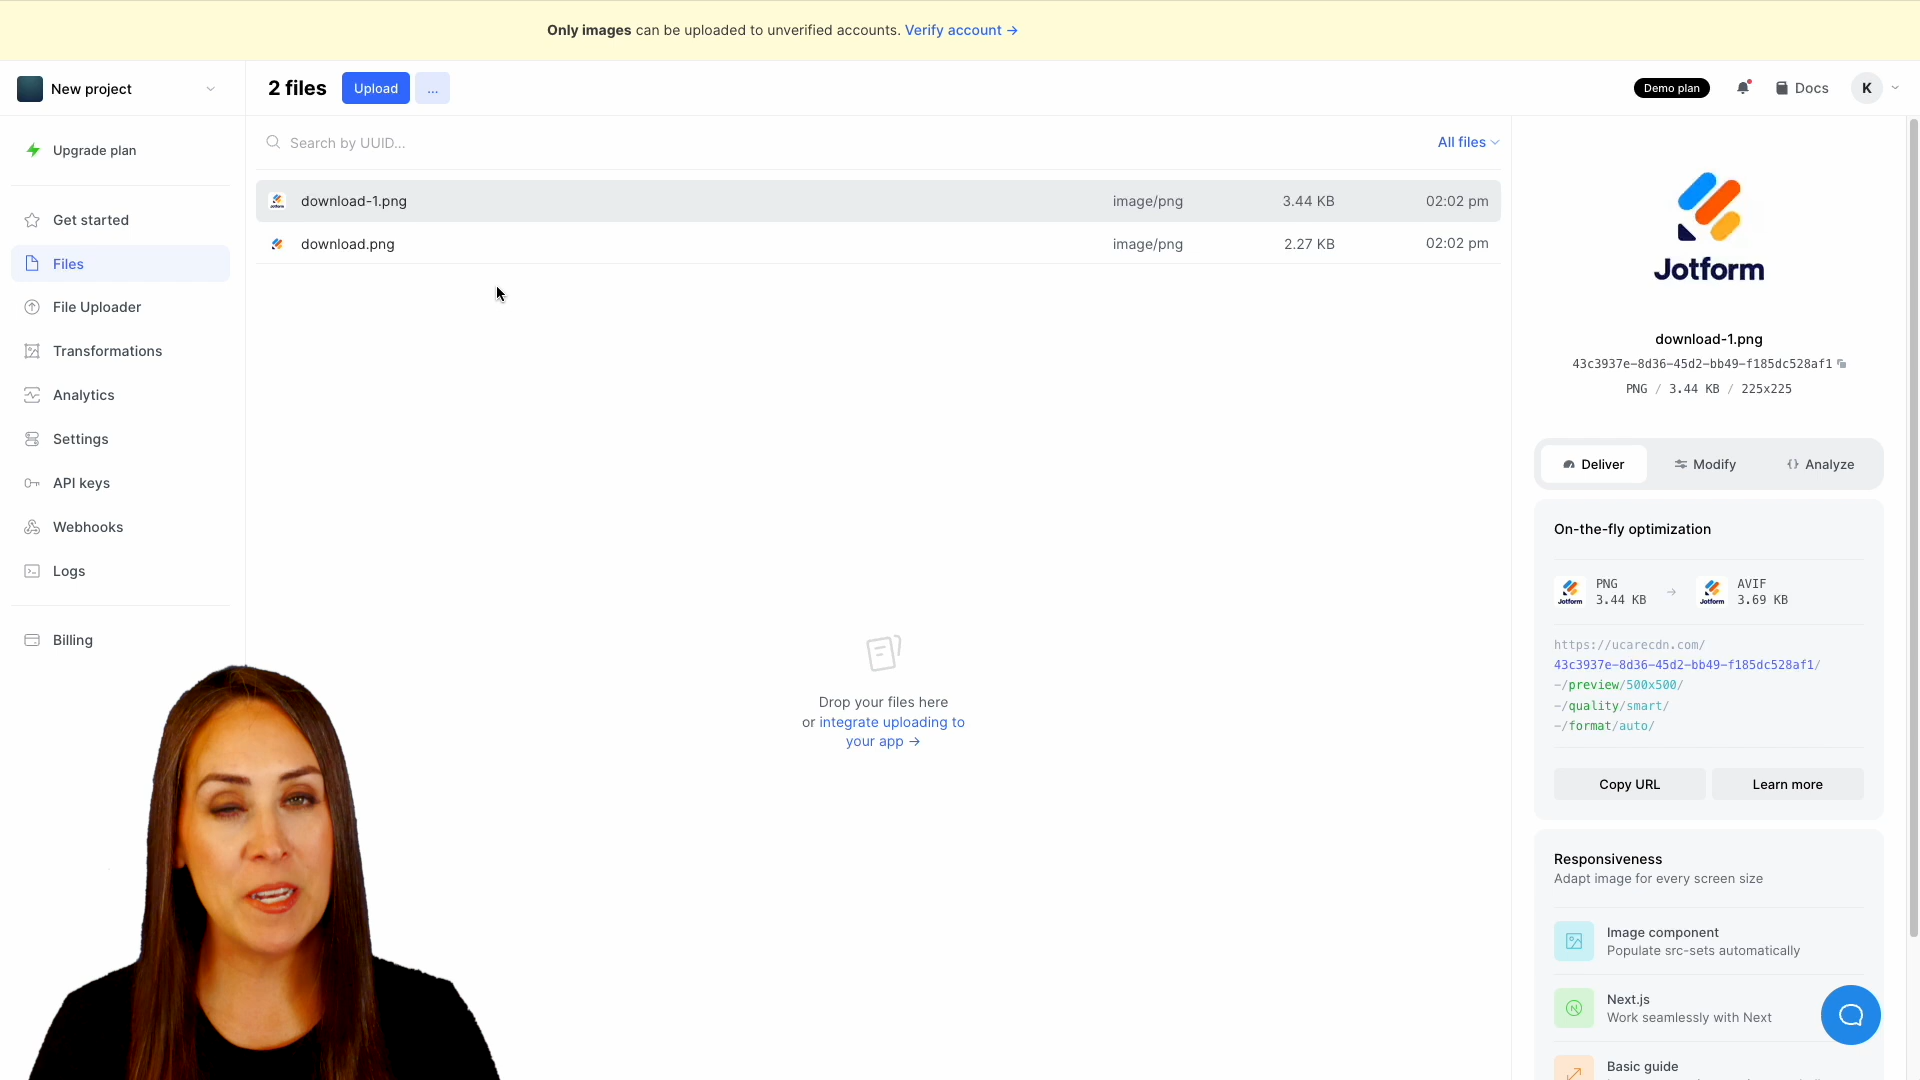 Only images can be uploaded to unverified accounts. Verify account →
New project
2 files
Upload
...
Demo plan
Docs
K
Upgrade plan
Get started
Files
File Uploader
Transformations
Analytics
Settings
API keys
Webhooks
Logs
Billing
Search by UUID...
All files
download-1.png image/png 3.44 KB 02:02 pm
download.png image/png 2.27 KB 02:02 pm
Drop your files here
or integrate uploading to
your app →
Jotform
download-1.png
43c3937e-8d36-45d2-bb49-f185dc528af1
PNG / 3.44 KB / 225x225
Deliver
Modify
Analyze
On-the-fly optimization
Jotform
PNG
3.44 KB
→
Jotform
AVIF
3.69 KB
https://ucarecdn.com/
43c3937e-8d36-45d2-bb49-f185dc528af1/
-/preview/500x500/
-/quality/smart/
-/format/auto/
Copy URL
Learn more
Responsiveness
Adapt image for every screen size
Image component
Populate src-sets automatically
Next.js
Work seamlessly with Next
Basic guide